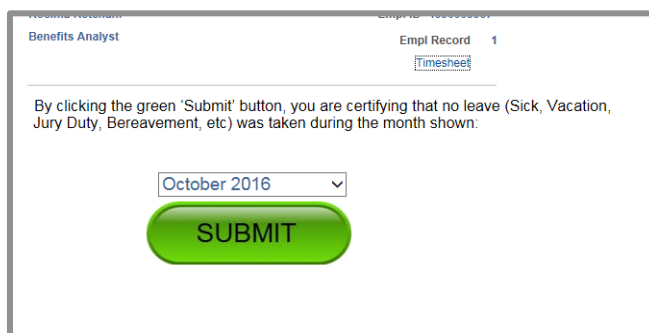 Benefits Analyst
Empl Record 1
Timesheet
By clicking the green 'Submit' button, you are certifying that no leave (Sick, Vacation,
Jury Duty, Bereavement, etc) was taken during the month shown:
October 2016
SUBMIT